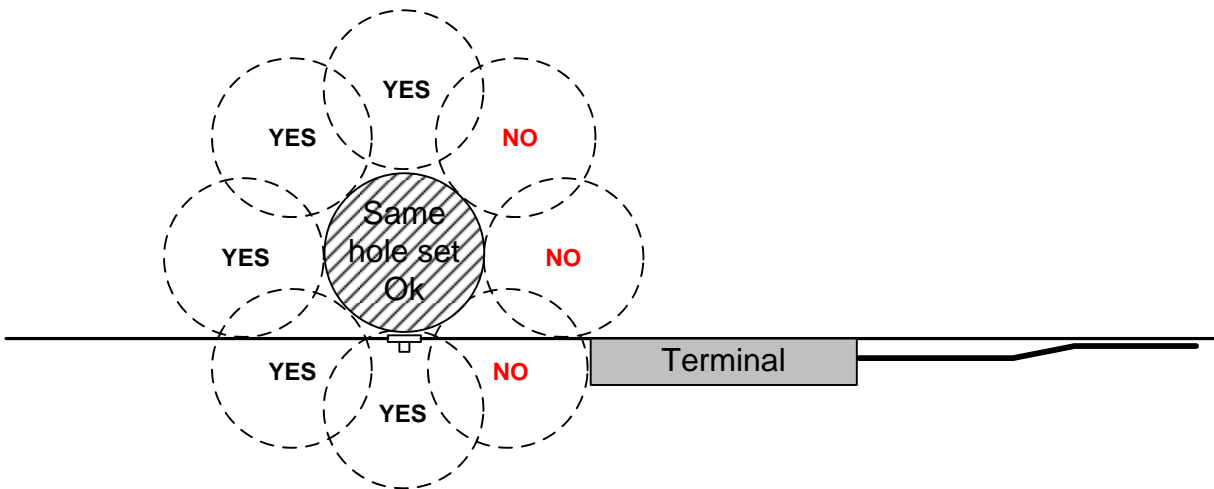 YES
YES
NO
Same
hole set
Ok
YES
NO
Terminal
YES
NO
YES